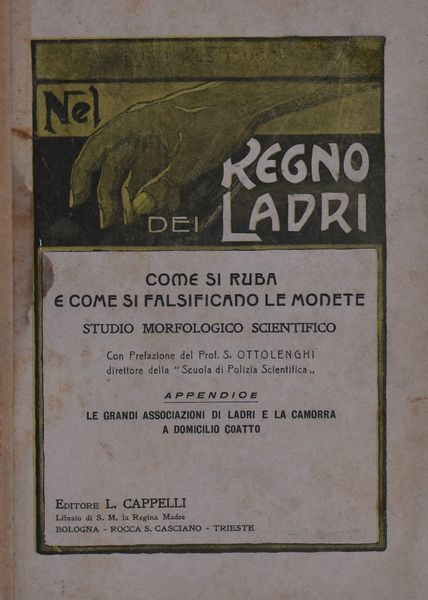 Nel
REGNO
DEI LADRI
COME SI RUBA
E COME SI FALSIFICANO LE MONETE
STUDIO MORFOLOGICO SCIENTIFICO
Con Prefazione del Prof. S. OTTOLENGHI
direttore della "Scuola di Polizia Scientifica„
APPENDICE
LE GRANDI ASSOCIAZIONI DI LADRI E LA CAMORRA
A DOMICILIO COATTO
EDITORE L. CAPPELLI
Libraio di S. M. la Regina Madre
BOLOGNA - ROCCA S. CASCIANO - TRIESTE